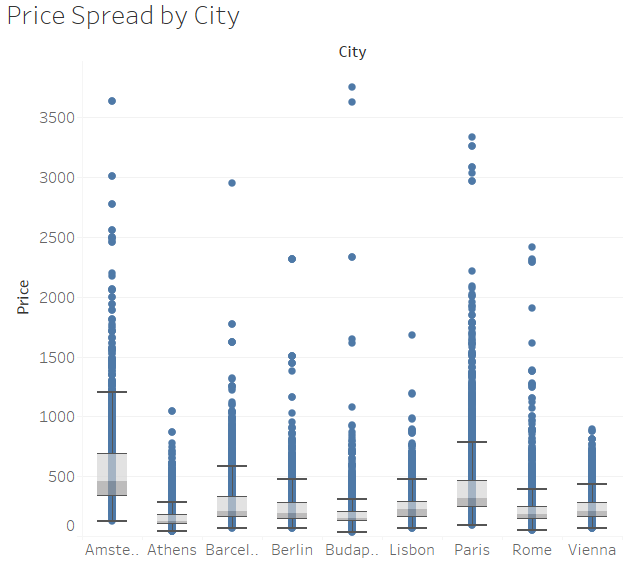 Price Spread by City
City
3500
3000
2500
2000
1500
1000
500
0
Price
Amste.. Athens Barcel.. Berlin Budap.. Lisbon Paris Rome Vienna